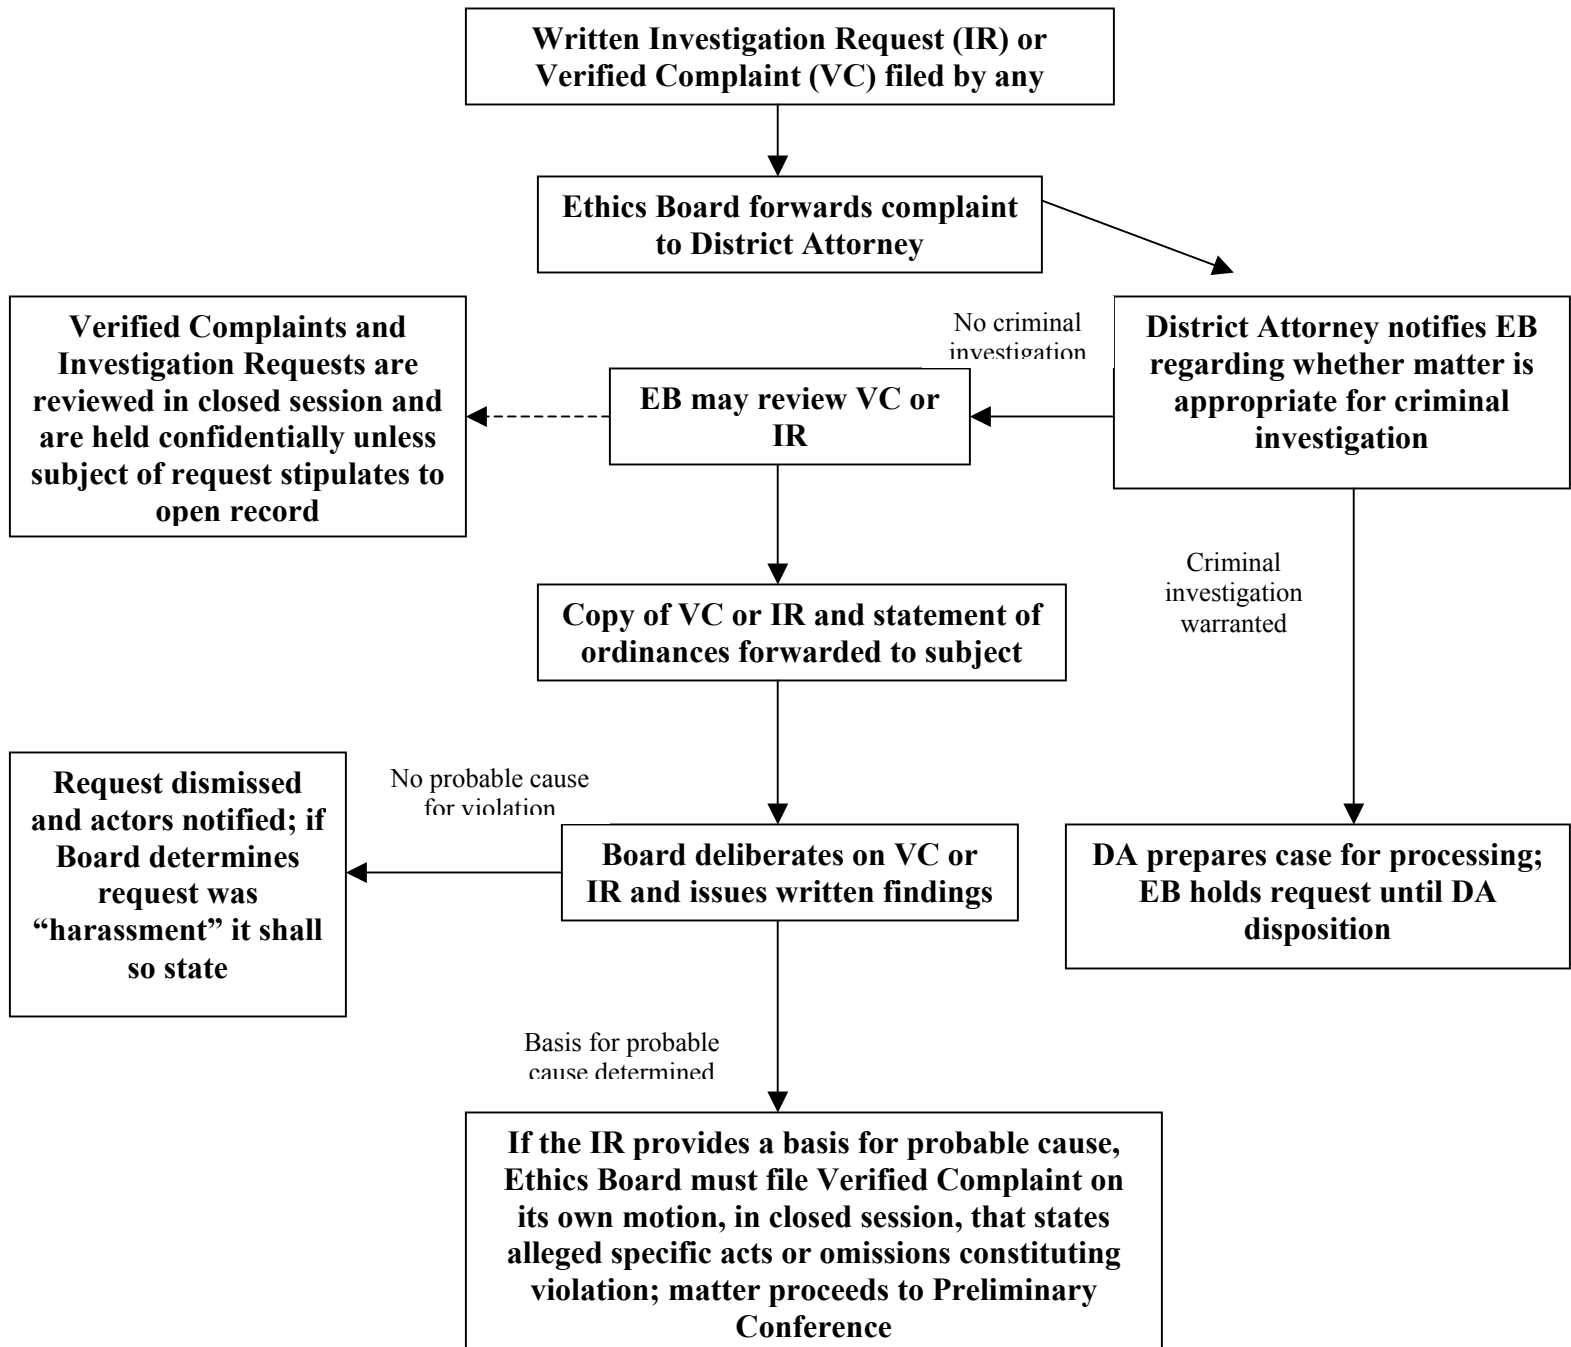 Written Investigation Request (IR) or
Verified Complaint (VC) filed by any
Ethics Board forwards complaint
to District Attorney
Verified Complaints and
Investigation Requests are
reviewed in closed session and
are held confidentially unless
subject of request stipulates to
open record
No criminal
investigation
EB may review VC or
IR
District Attorney notifies EB
regarding whether matter is
appropriate for criminal
investigation
Criminal
investigation
warranted
Copy of VC or IR and statement of
ordinances forwarded to subject
Request dismissed
and actors notified; if
Board determines
request was
“harassment” it shall
so state
No probable cause
for violation
Board deliberates on VC or
IR and issues written findings
DA prepares case for processing;
EB holds request until DA
disposition
Basis for probable
cause determined
If the IR provides a basis for probable cause,
Ethics Board must file Verified Complaint on
its own motion, in closed session, that states
alleged specific acts or omissions constituting
violation; matter proceeds to Preliminary
Conference